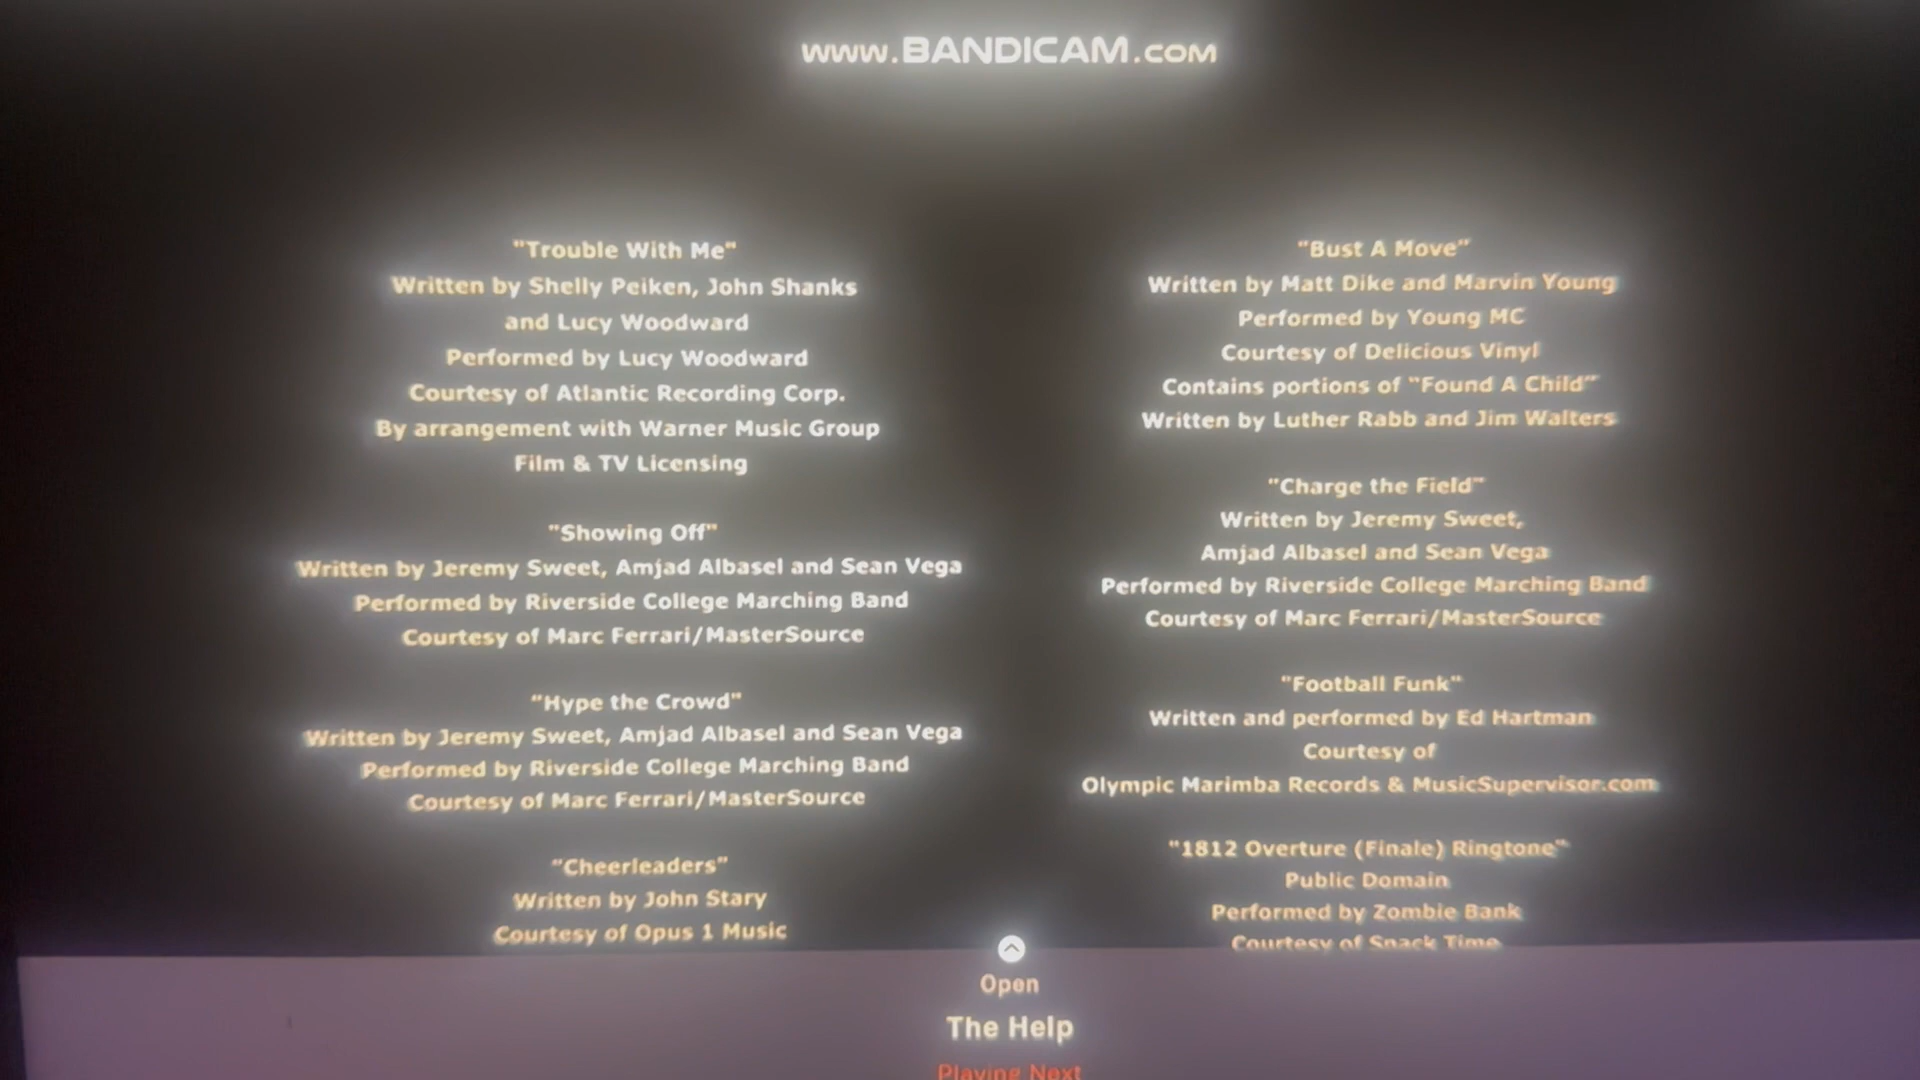 www.BANDICAM.com
"Trouble With Me"
Written by Shelly Peiken, John Shanks
and Lucy Woodward
Performed by Lucy Woodward
Courtesy of Atlantic Recording Corp.
By arrangement with Warner Music Group
Film & TV Licensing
"Showing Off"
Written by Jeremy Sweet, Amjad Albasel and Sean Vega
Performed by Riverside College Marching Band
Courtesy of Marc Ferrari/MasterSource
"Hype the Crowd"
Written by Jeremy Sweet, Amjad Albasel and Sean Vega
Performed by Riverside College Marching Band
Courtesy of Marc Ferrari/MasterSource
"Cheerleaders"
Written by John Stary
Courtesy of Opus 1 Music
"Bust A Move"
Written by Matt Dike and Marvin Young
Performed by Young MC
Courtesy of Delicious Vinyl
Contains portions of "Found A Child"
Written by Luther Rabb and Jim Walters
"Charge the Field"
Written by Jeremy Sweet,
Amjad Albasel and Sean Vega
Performed by Riverside College Marching Band
Courtesy of Marc Ferrari/MasterSource
"Football Funk"
Written and performed by Ed Hartman
Courtesy of
Olympic Marimba Records & MusicSupervisor.com
"1812 Overture (Finale) Ringtone"
Public Domain
Performed by Zombie Bank
Courtesy of Snack Time
Open
The Help
Playing Next